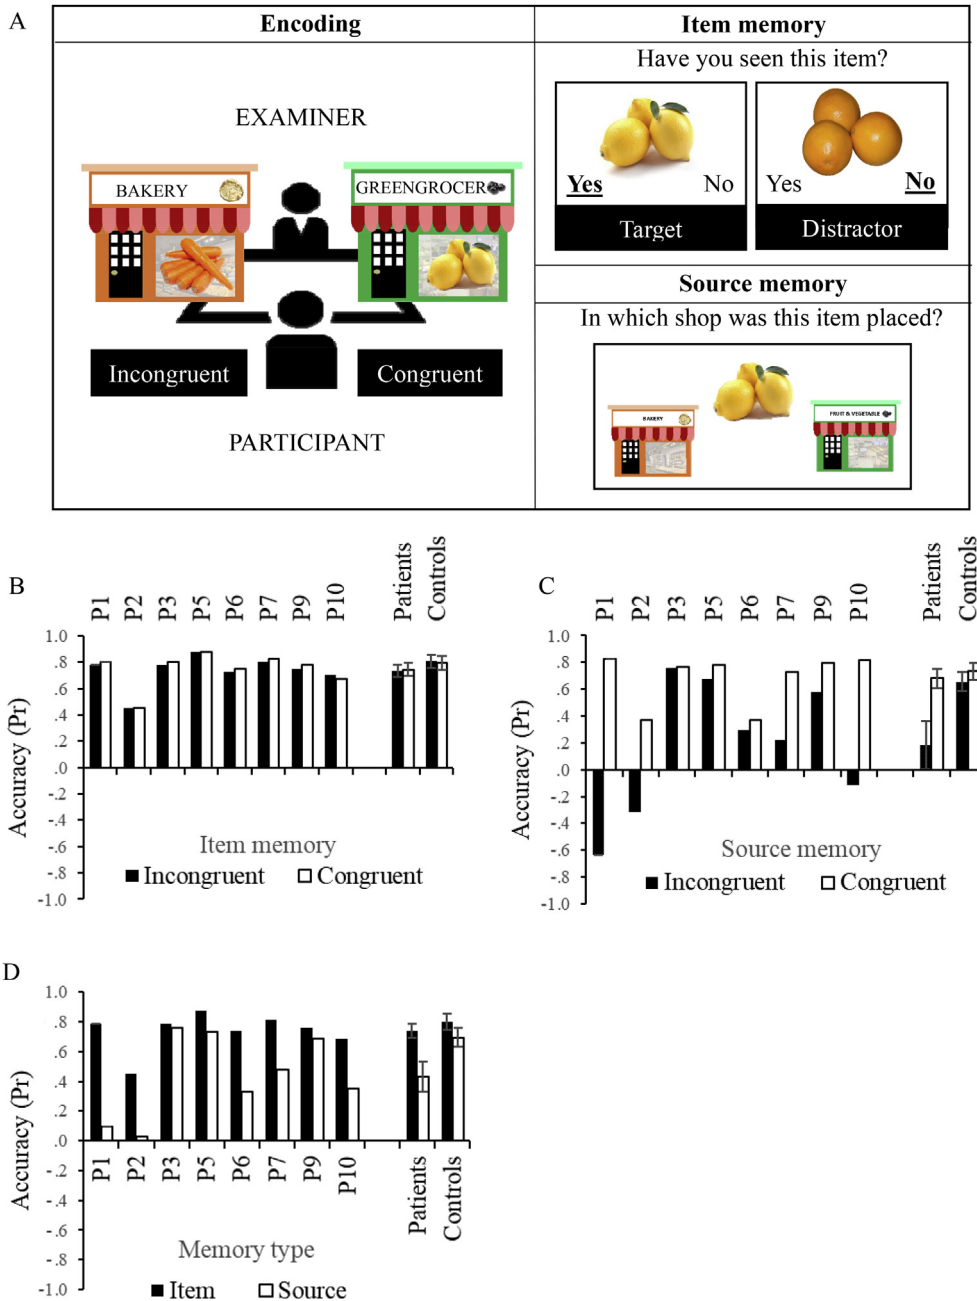 A
Encoding
EXAMINER
BAKERY
GREENGROCER
Incongruent
Congruent
PARTICIPANT
Item memory
Have you seen this item?
Yes No
Target
Yes No
Distractor
Source memory
In which shop was this item placed?
BAKERY
FRUIT & VEGETABLE
B
P1 P2 P3 P5 P6 P7 P9 P10 Patients Controls
Accuracy (Pr)
1.0
.8
.6
.4
.2
.0
-.2
-.4
-.6
-.8
-1.0
Item memory
Incongruent Congruent
C
P1 P2 P3 P5 P6 P7 P9 P10 Patients Controls
Accuracy (Pr)
1.0
.8
.6
.4
.2
.0
-.2
-.4
-.6
-.8
-1.0
Source memory
Incongruent Congruent
D
Accuracy (Pr)
1.0
.8
.6
.4
.2
.0
-.2
-.4
-.6
-.8
-1.0
P1 P2 P3 P5 P6 P7 P9 P10 Patients Controls
Memory type
Item Source